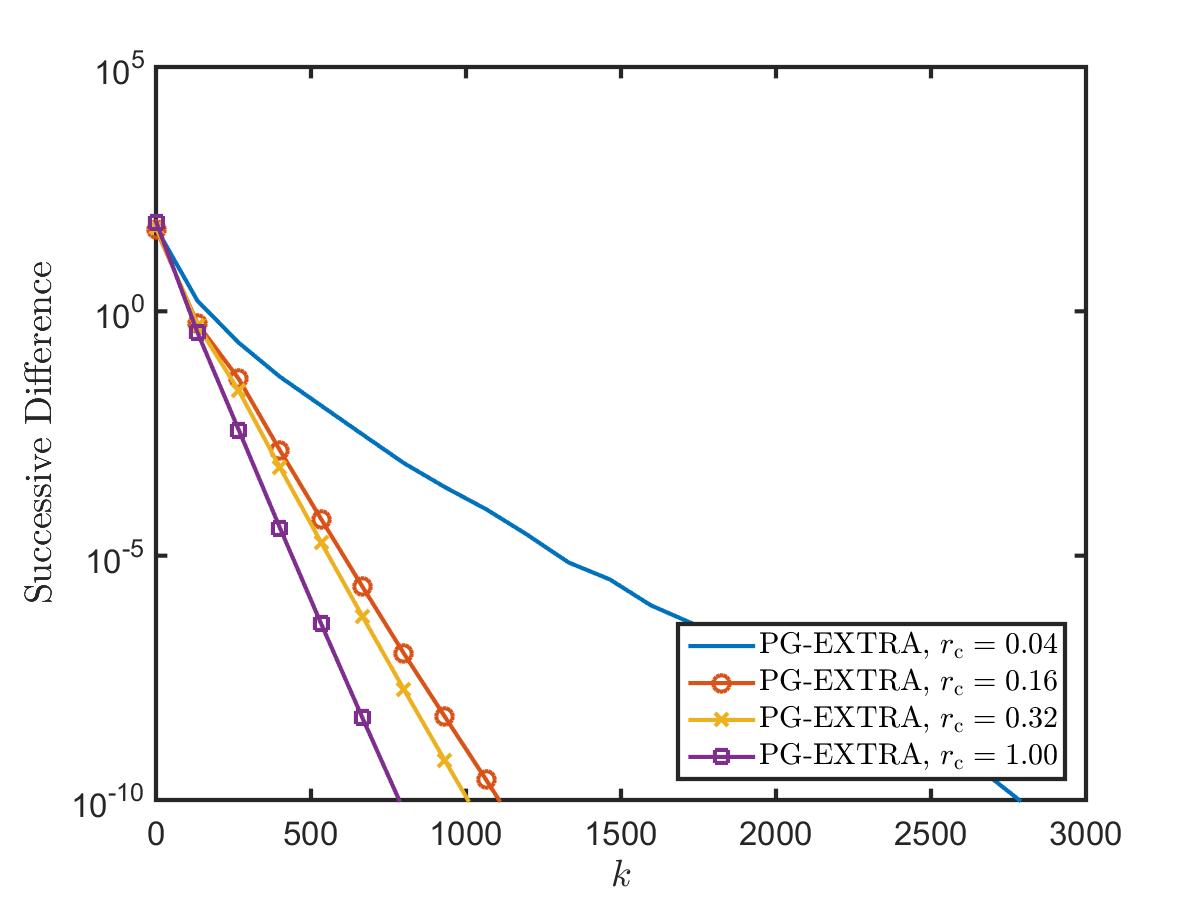 10^5
10^0
10^-5
10^-10
Successive Difference
0 500 1000 1500 2000 2500 3000
k
PG-EXTRA, r_c = 0.04
PG-EXTRA, r_c = 0.16
PG-EXTRA, r_c = 0.32
PG-EXTRA, r_c = 1.00